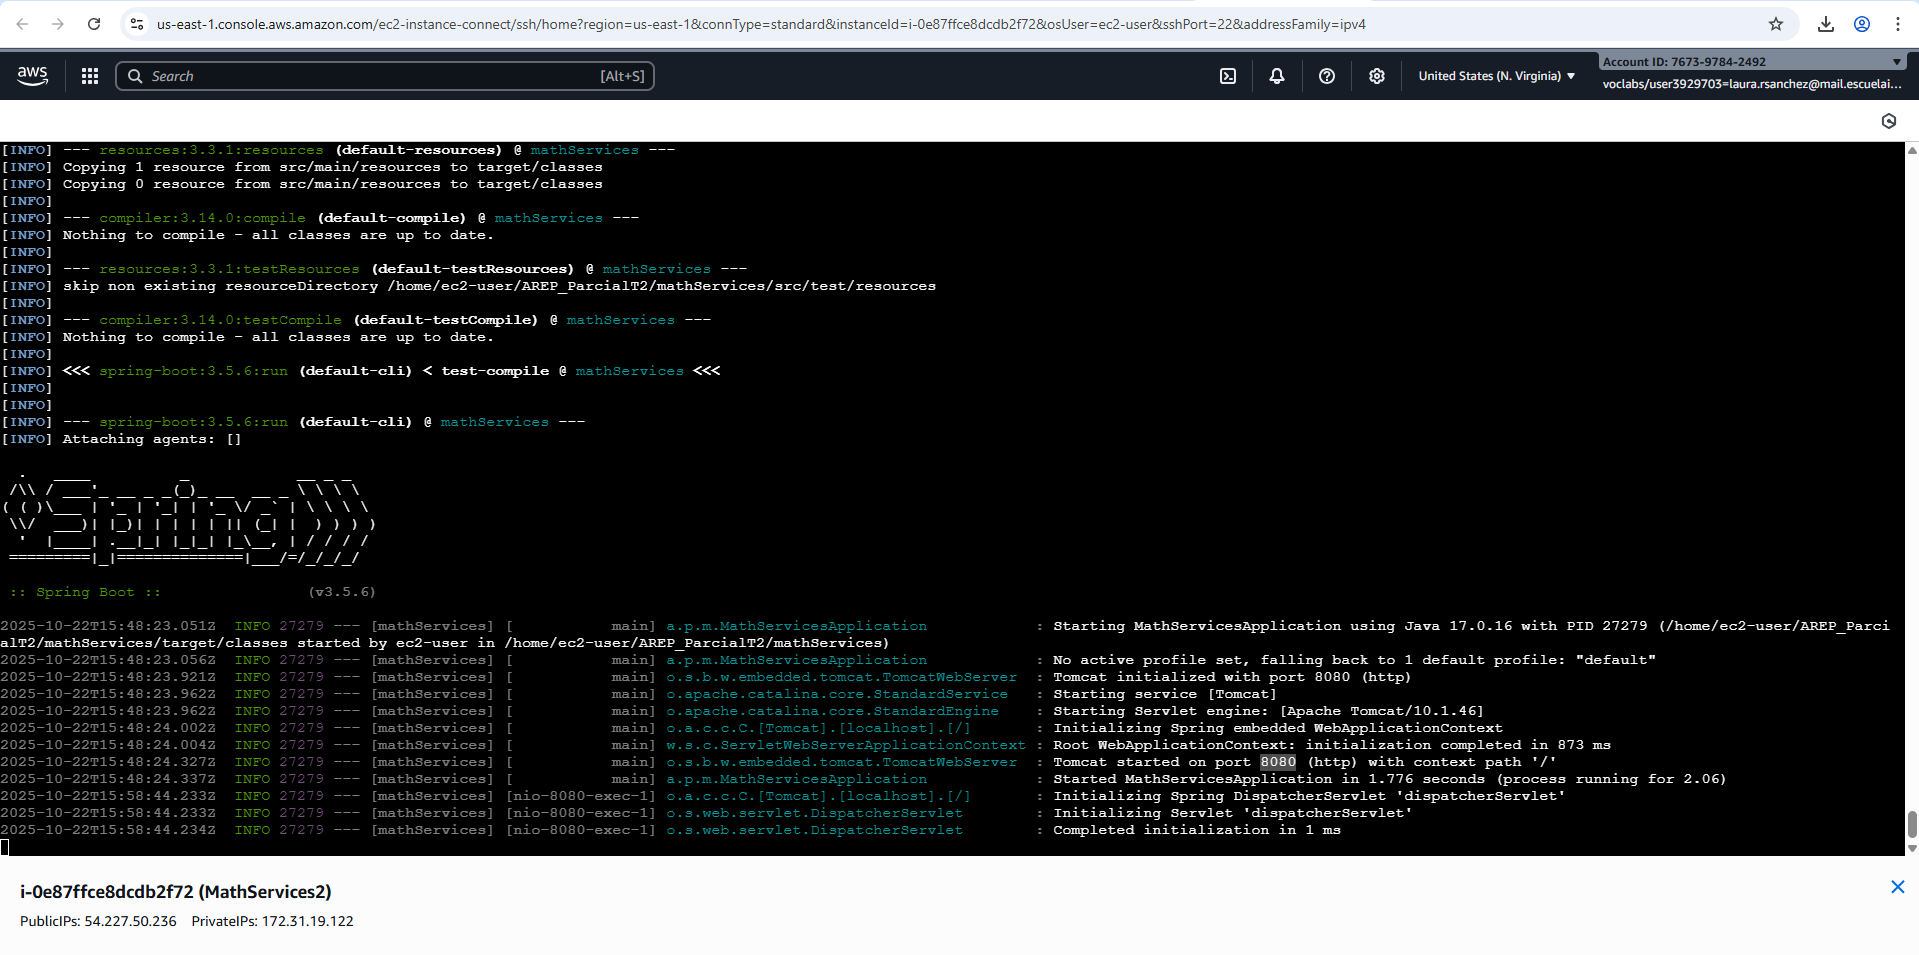 us-east-1.console.aws.amazon.com/ec2-instance-connect/ssh/home?region=us-east-1&connType=standard&instanceId=i-0e87ffce8dcdb2f72&osUser=ec2-user&sshPort=22&addressFamily=ipv4
aws
Search [Alt+S]
United States (N. Virginia)
Account ID: 7673-9784-2492
voclabs/user3929703=laura.rsanchez@mail.escuelai...
[INFO] --- resources:3.3.1:resources (default-resources) @ mathServices ---
[INFO] Copying 1 resource from src/main/resources to target/classes
[INFO] Copying 0 resource from src/main/resources to target/classes
[INFO]
[INFO] --- compiler:3.14.0:compile (default-compile) @ mathServices ---
[INFO] Nothing to compile - all classes are up to date.
[INFO]
[INFO] --- resources:3.3.1:testResources (default-testResources) @ mathServices ---
[INFO] skip non existing resourceDirectory /home/ec2-user/AREP_ParcialT2/mathServices/src/test/resources
[INFO]
[INFO] --- compiler:3.14.0:testCompile (default-testCompile) @ mathServices ---
[INFO] Nothing to compile - all classes are up to date.
[INFO]
[INFO] <<< spring-boot:3.5.6:run (default-cli) < test-compile @ mathServices <<<
[INFO]
[INFO]
[INFO] --- spring-boot:3.5.6:run (default-cli) @ mathServices ---
[INFO] Attaching agents: []
  .   ____          _            __ _ _
 /\\ / ___'_ __ _ _(_)_ __  __ _ \ \ \ \
( ( )\___ | '_ | '_| | '_ \/ _` | \ \ \ \
 \\/  ___)| |_)| | | | | || (_| |  ) ) ) )
  '  |____| .__|_| |_|_| |_\__, | / / / /
 =========|_|==============|___/=/_/_/_/
 :: Spring Boot ::                (v3.5.6)
2025-10-22T15:48:23.051Z  INFO 27279 --- [mathServices] [           main] a.p.m.MathServicesApplication            : Starting MathServicesApplication using Java 17.0.16 with PID 27279 (/home/ec2-user/AREP_Parci
alT2/mathServices/target/classes started by ec2-user in /home/ec2-user/AREP_ParcialT2/mathServices)
2025-10-22T15:48:23.056Z  INFO 27279 --- [mathServices] [           main] a.p.m.MathServicesApplication            : No active profile set, falling back to 1 default profile: "default"
2025-10-22T15:48:23.921Z  INFO 27279 --- [mathServices] [           main] o.s.b.w.embedded.tomcat.TomcatWebServer  : Tomcat initialized with port 8080 (http)
2025-10-22T15:48:23.962Z  INFO 27279 --- [mathServices] [           main] o.apache.catalina.core.StandardService   : Starting service [Tomcat]
2025-10-22T15:48:23.962Z  INFO 27279 --- [mathServices] [           main] o.apache.catalina.core.StandardEngine    : Starting Servlet engine: [Apache Tomcat/10.1.46]
2025-10-22T15:48:24.002Z  INFO 27279 --- [mathServices] [           main] o.a.c.c.C.[Tomcat].[localhost].[/]       : Initializing Spring embedded WebApplicationContext
2025-10-22T15:48:24.004Z  INFO 27279 --- [mathServices] [           main] w.s.c.ServletWebServerApplicationContext : Root WebApplicationContext: initialization completed in 873 ms
2025-10-22T15:48:24.327Z  INFO 27279 --- [mathServices] [           main] o.s.b.w.embedded.tomcat.TomcatWebServer  : Tomcat started on port 8080 (http) with context path '/'
2025-10-22T15:48:24.337Z  INFO 27279 --- [mathServices] [           main] a.p.m.MathServicesApplication            : Started MathServicesApplication in 1.776 seconds (process running for 2.06)
2025-10-22T15:58:44.233Z  INFO 27279 --- [mathServices] [nio-8080-exec-1] o.a.c.c.C.[Tomcat].[localhost].[/]       : Initializing Spring DispatcherServlet 'dispatcherServlet'
2025-10-22T15:58:44.233Z  INFO 27279 --- [mathServices] [nio-8080-exec-1] o.s.web.servlet.DispatcherServlet        : Initializing Servlet 'dispatcherServlet'
2025-10-22T15:58:44.234Z  INFO 27279 --- [mathServices] [nio-8080-exec-1] o.s.web.servlet.DispatcherServlet        : Completed initialization in 1 ms
i-0e87ffce8dcdb2f72 (MathServices2)
PublicIPs: 54.227.50.236 PrivateIPs: 172.31.19.122